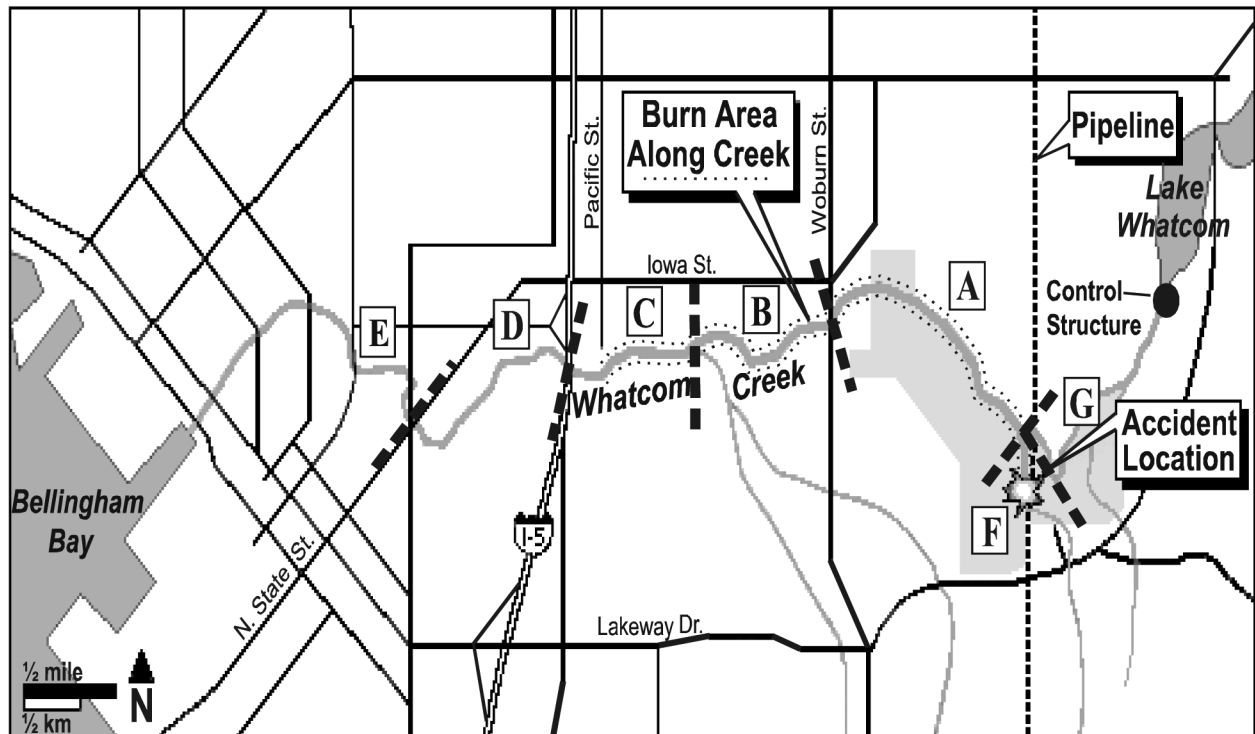 Burn Area
Along Creek
Pacific St.
Woburn St.
Pipeline
Lake
Whatcom
Iowa St.
A
Control
Structure
B
C
D
E
Whatcom
Creek
G
Accident
Location
F
Bellingham
Bay
I-5
N. State St.
Lakeway Dr.
½ mile
N
½ km